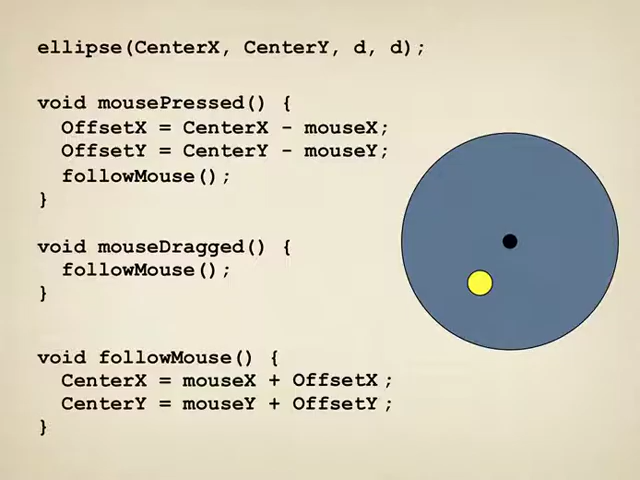 ellipse(CenterX, CenterY, d, d);
void mousePressed() {
OffsetX = CenterX - mouseX;
OffsetY = CenterY - mouseY;
followMouse();
}
void mouseDragged() {
followMouse();
}
void followMouse() {
CenterX = mouseX + OffsetX ;
CenterY = mouseY + OffsetY ;
}